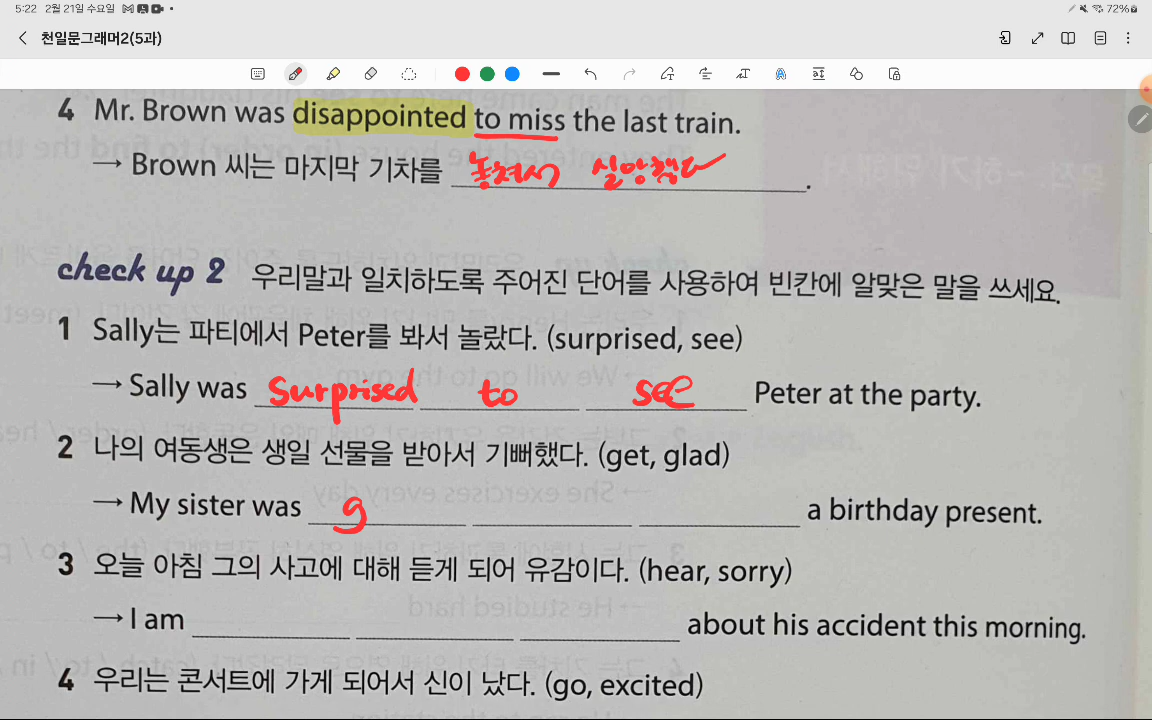 5:22 2월 21일 수요일
72%
천일문그래머2(5과)
4 Mr. Brown was disappointed to miss the last train.
→ Brown 씨는 마지막 기차를 놓쳐서 실망했다.
check up 2 우리말과 일치하도록 주어진 단어를 사용하여 빈칸에 알맞은 말을 쓰세요.
1 Sally는 파티에서 Peter를 봐서 놀랐다. (surprised, see)
→ Sally was surprised to see Peter at the party.
2 나의 여동생은 생일 선물을 받아서 기뻐했다. (get, glad)
→ My sister was g a birthday present.
3 오늘 아침 그의 사고에 대해 듣게 되어 유감이다. (hear, sorry)
→ I am about his accident this morning.
4 우리는 콘서트에 가게 되어서 신이 났다. (go, excited)